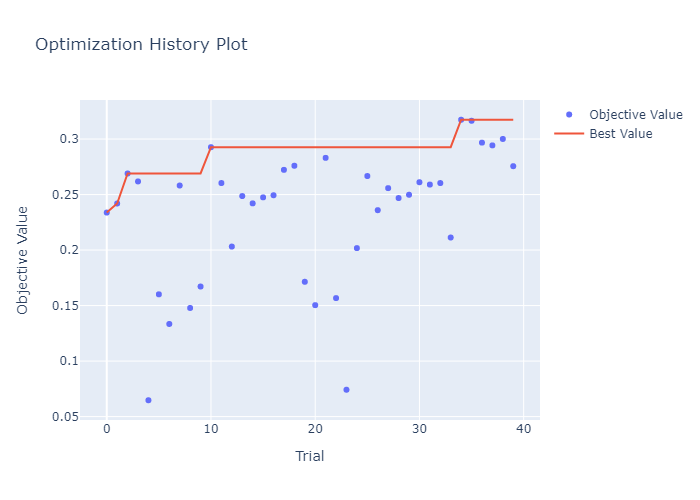 Optimization History Plot
Objective Value
Best Value
0.3
0.25
0.2
0.15
0.1
0.05
Objective Value
0
10
20
30
40
Trial